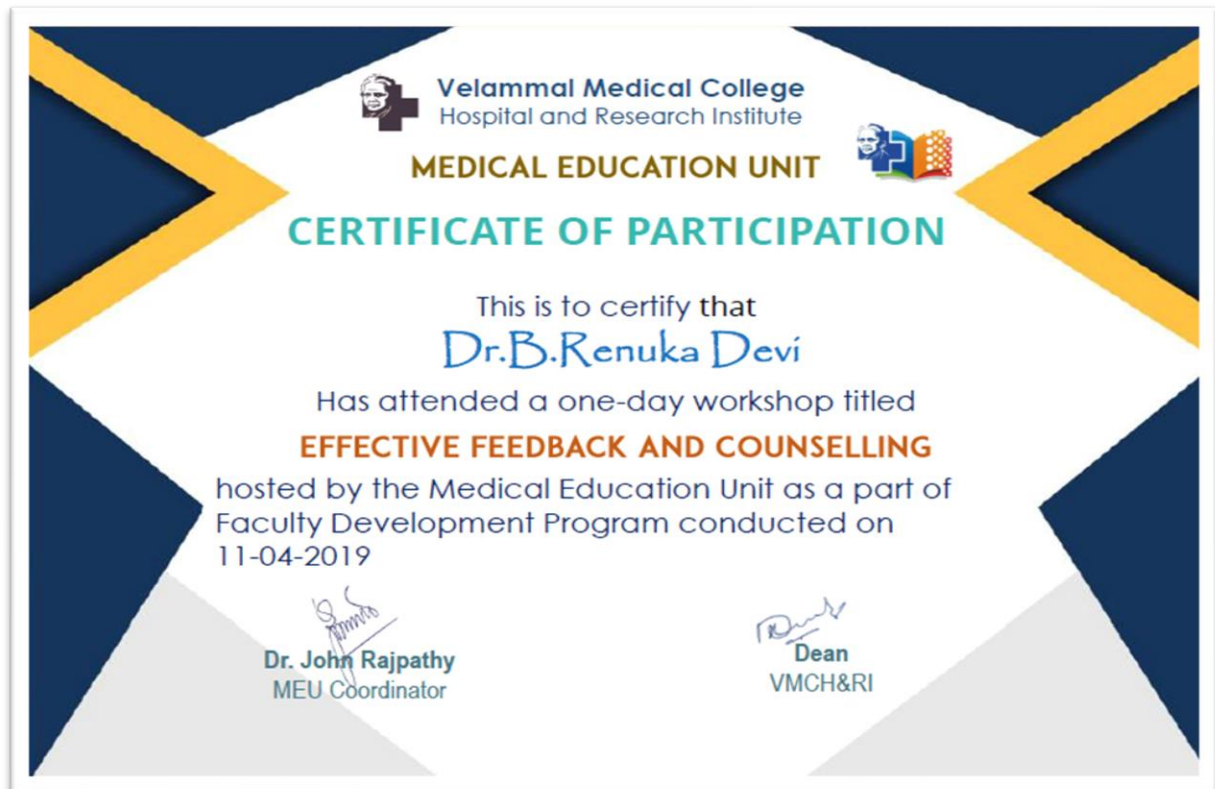 Velammal Medical College
Hospital and Research Institute
MEDICAL EDUCATION UNIT
CERTIFICATE OF PARTICIPATION
This is to certify that
Dr.B.Renuka Devi
Has attended a one-day workshop titled
EFFECTIVE FEEDBACK AND COUNSELLING
hosted by the Medical Education Unit as a part of
Faculty Development Program conducted on
11-04-2019
Dr. John Rajpathy
MEU Coordinator
Dean
VMCH&RI